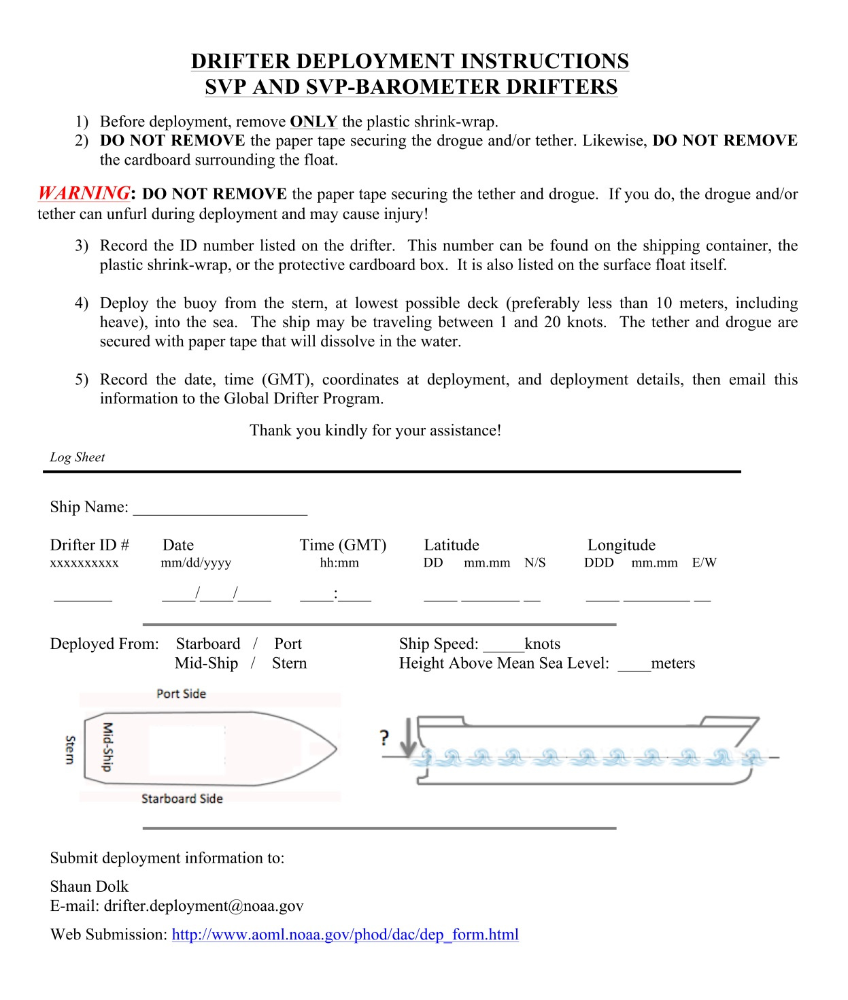 DRIFTER DEPLOYMENT INSTRUCTIONS
SVP AND SVP-BAROMETER DRIFTERS
1) Before deployment, remove ONLY the plastic shrink-wrap.
2) DO NOT REMOVE the paper tape securing the drogue and/or tether. Likewise, DO NOT REMOVE
the cardboard surrounding the float.
WARNING: DO NOT REMOVE the paper tape securing the tether and drogue. If you do, the drogue and/or
tether can unfurl during deployment and may cause injury!
3) Record the ID number listed on the drifter. This number can be found on the shipping container, the
plastic shrink-wrap, or the protective cardboard box. It is also listed on the surface float itself.
4) Deploy the buoy from the stern, at lowest possible deck (preferably less than 10 meters, including
heave), into the sea. The ship may be traveling between 1 and 20 knots. The tether and drogue are
secured with paper tape that will dissolve in the water.
5) Record the date, time (GMT), coordinates at deployment, and deployment details, then email this
information to the Global Drifter Program.
Thank you kindly for your assistance!
Log Sheet
Ship Name: _____________________
Drifter ID # Date Time (GMT) Latitude Longitude
xxxxxxxxxx mm/dd/yyyy hh:mm DD mm.mm N/S DDD mm.mm E/W
_______ ____/____/____ ____:____ ____ _______ __ ____ ________ __
Deployed From: Starboard / Port Ship Speed: _____knots
Mid-Ship / Stern Height Above Mean Sea Level: ____meters
Port Side
Stern
Mid-Ship
?
Starboard Side
Submit deployment information to:
Shaun Dolk
E-mail: drifter.deployment@noaa.gov
Web Submission: http://www.aoml.noaa.gov/phod/dac/dep_form.html